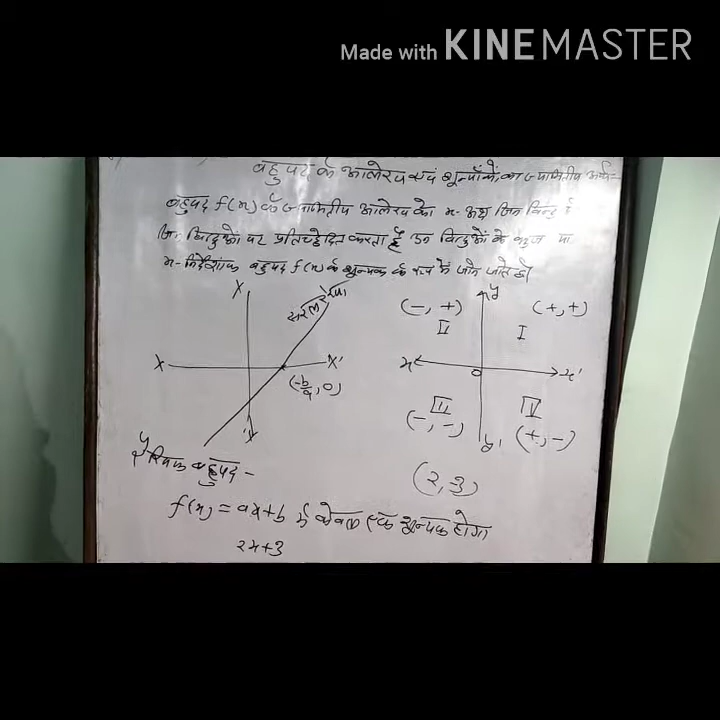 Made with KINEMASTER
बहुपद के आलेख एवं शून्यकों का ज्यामितीय अर्थ-
बहुपद f(x) के ज्यामितीय आलेख को x-अक्ष जिन बिन्दु
जिन बिन्दुओं पर प्रतिच्छेदित करता है उन बिन्दुओं के भुज या
x-निर्देशांक बहुपद f(x) के शून्यक के रूप में जाने जाते हैं।
X
सरल रेखा
X X'
(-b/a, 0)
y'
y
(-, +) (+, +)
II I
x o x'
III IV
(-, -) (+, -)
y'
रैखिक बहुपद -
(2, 3)
f(x) = ax+b में केवल एक शून्यक होगा
2x+3